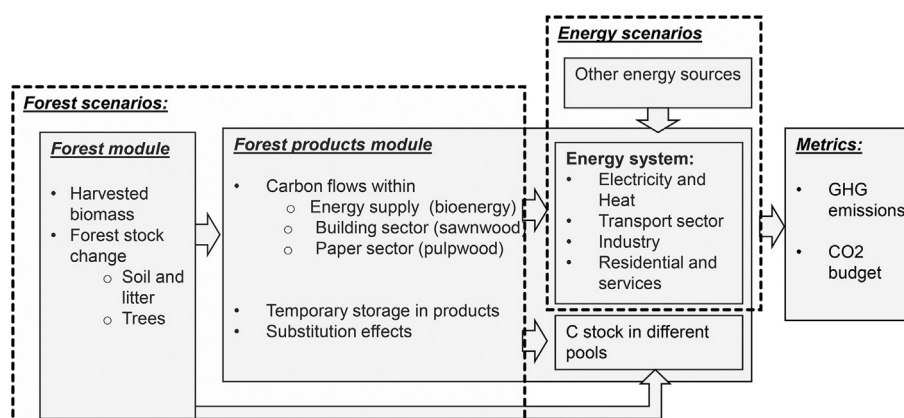 Energy scenarios
Other energy sources
Forest scenarios:
Forest module
• Harvested
biomass
• Forest stock
change
o Soil and
litter
o Trees
Forest products module
• Carbon flows within
o Energy supply (bioenergy)
o Building sector (sawnwood)
o Paper sector (pulpwood)
• Temporary storage in products
• Substitution effects
Energy system:
• Electricity and
Heat
• Transport sector
• Industry
• Residential and
services
C stock in different
pools
Metrics:
• GHG
emissions
• CO2
budget